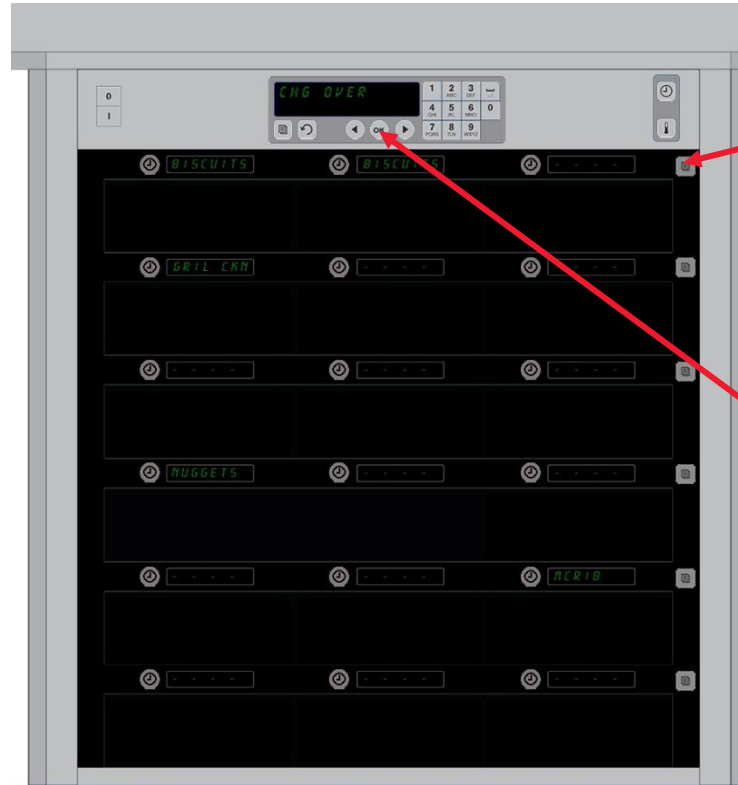 CHG OVER
0
I
1
2 ABC
3 DEF
4 GHI
5 JKL
6 MNO
0
7 PQRS
8 TUV
9 WXYZ
OK
BISCUITS BISCUITS - - - -
GRIL CKN - - - - - - - -
- - - - - - - - - - - -
NUGGETS - - - - - - - -
- - - - - - - - MCRIB
- - - - - - - - - - - -